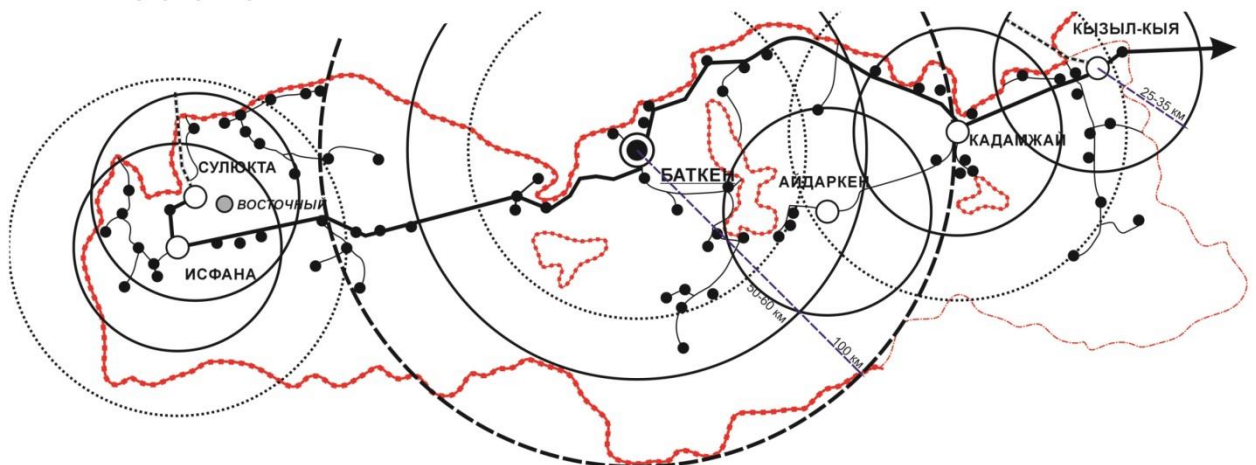 КЫЗЫЛ-КЫЯ
25-35 км
КАДАМЖАЙ
СУЛЮКТА
БАТКЕН
АЙДАРКЕН
ВОСТОЧНЫЙ
ИСФАНА
50-60 км
100 км